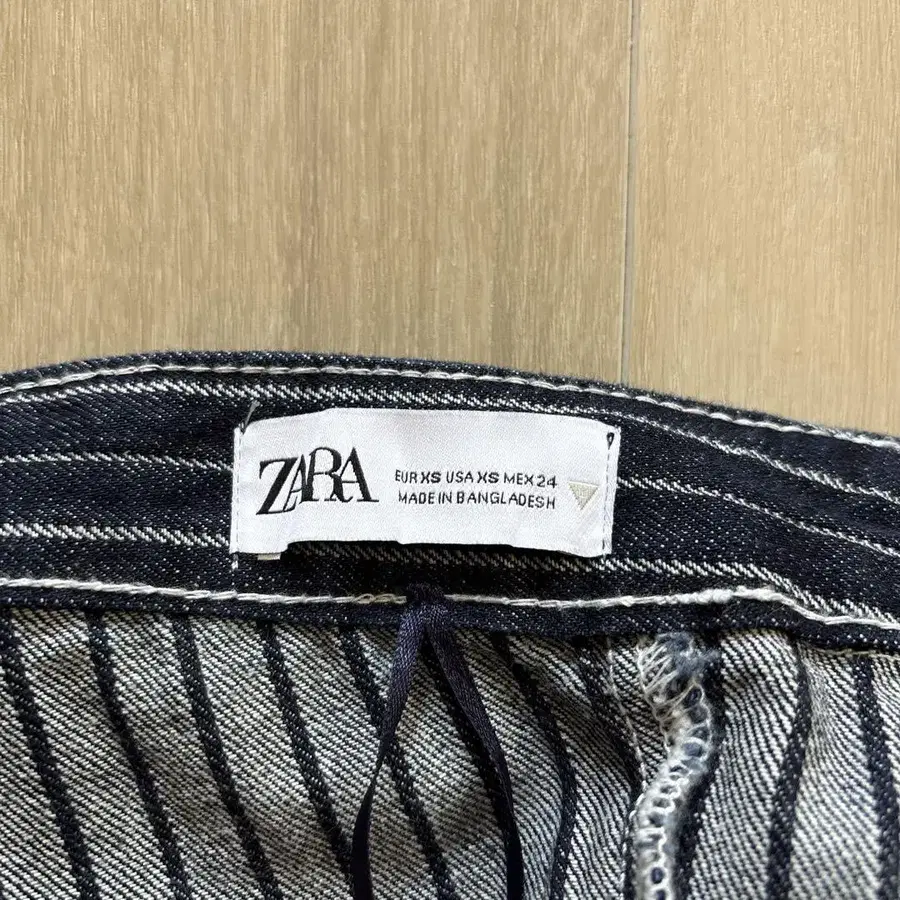 ZARA
EUR XS USA XS MEX 24
MADE IN BANGLADESH